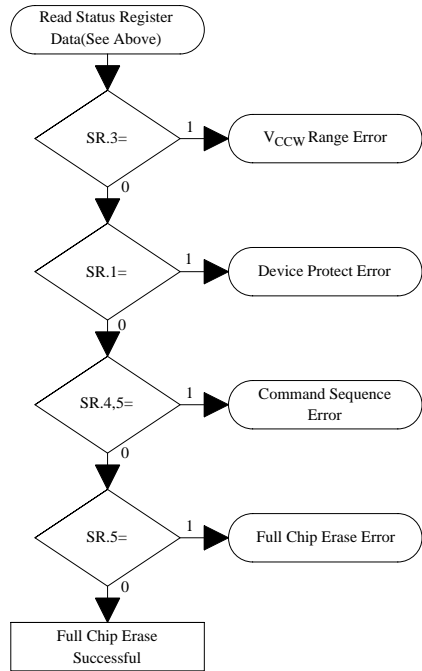 Read Status Register
Data(See Above)
SR.3=
1
VCCW Range Error
0
SR.1=
1
Device Protect Error
0
SR.4,5=
1
Command Sequence
Error
0
SR.5=
1
Full Chip Erase Error
0
Full Chip Erase
Successful